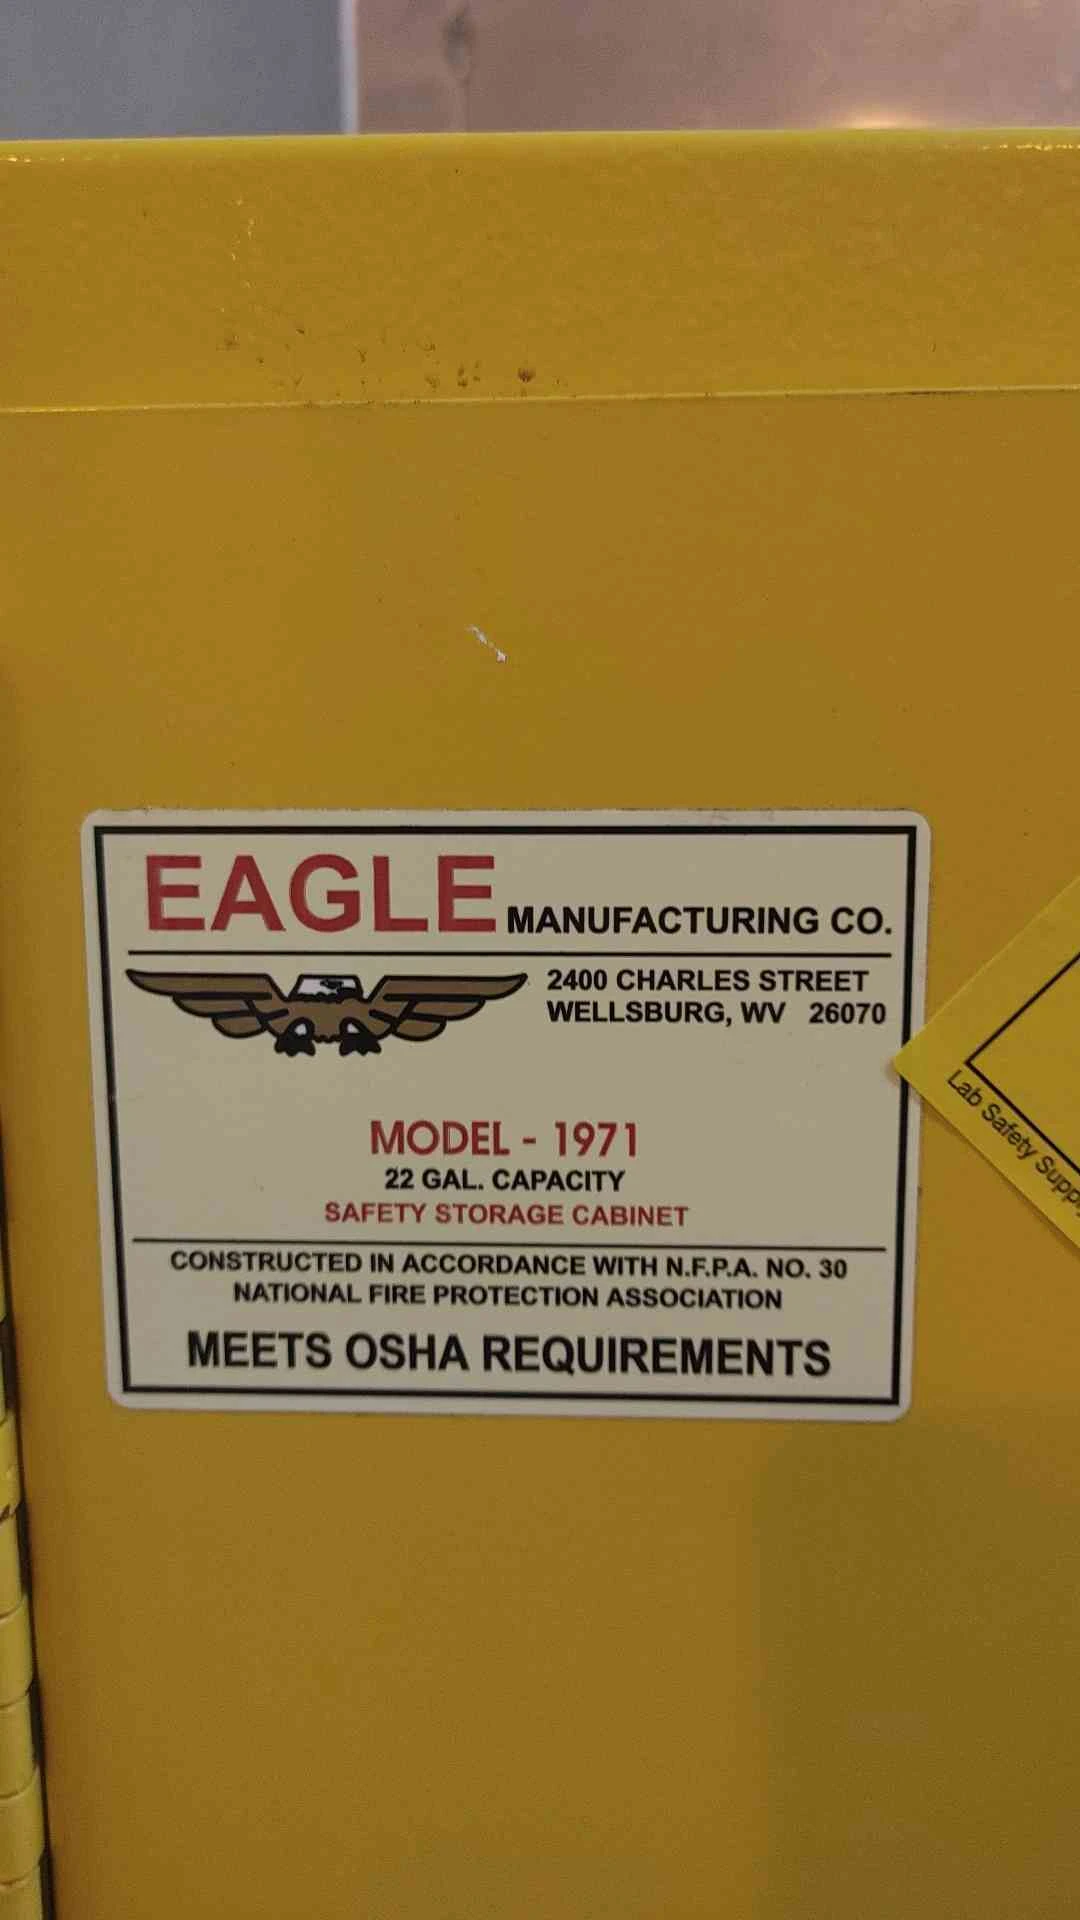 EAGLE MANUFACTURING CO.
2400 CHARLES STREET
WELLSBURG, WV 26070
MODEL - 1971
22 GAL. CAPACITY
SAFETY STORAGE CABINET
CONSTRUCTED IN ACCORDANCE WITH N.F.P.A. NO. 30
NATIONAL FIRE PROTECTION ASSOCIATION
MEETS OSHA REQUIREMENTS
Lab Safety Supply